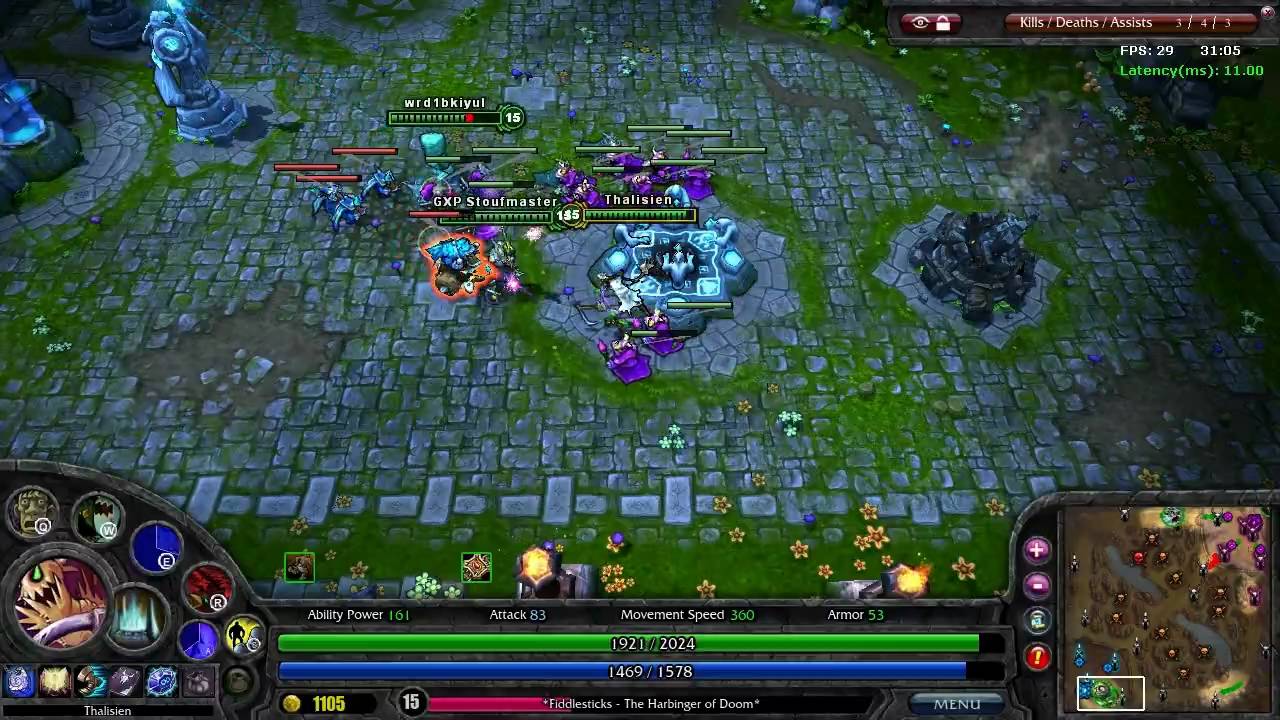 Kills / Deaths / Assists 3 / 4 / 3
FPS: 29 31:05
Latency(ms): 11.00
wrd1bkiyul
15
GXP Stoufmaster
Thalisien
Q
W
E
R
A
Ability Power 161 Attack 83 Movement Speed 360 Armor 53
1921 / 2024
1469 / 1578
1105
15
*Fiddlesticks - The Harbinger of Doom*
MENU
Thalisien